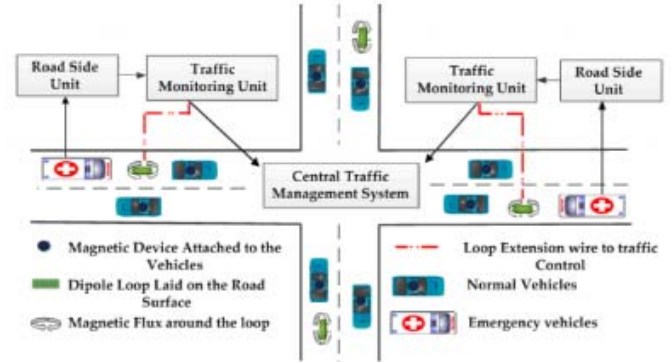 Road Side
Unit
Traffic
Monitoring Unit
Traffic
Monitoring Unit
Road Side
Unit
Central Traffic
Management System
Magnetic Device Attached to the
Vehicles
Dipole Loop Laid on the Road
Surface
Magnetic Flux around the loop
Loop Extension wire to traffic
Control
Normal Vehicles
Emergency vehicles